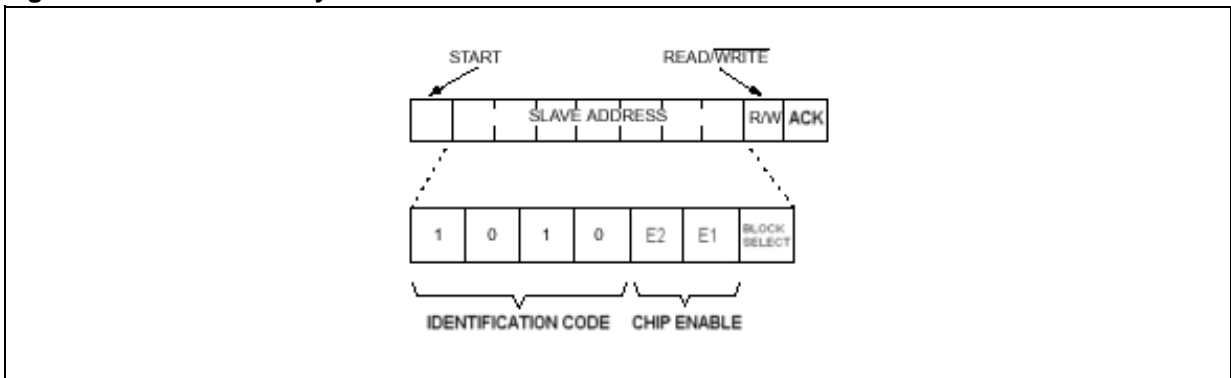 START READ/WRITE
SLAVE ADDRESS R/W ACK
1 0 1 0 E2 E1 BLOCK SELECT
IDENTIFICATION CODE CHIP ENABLE